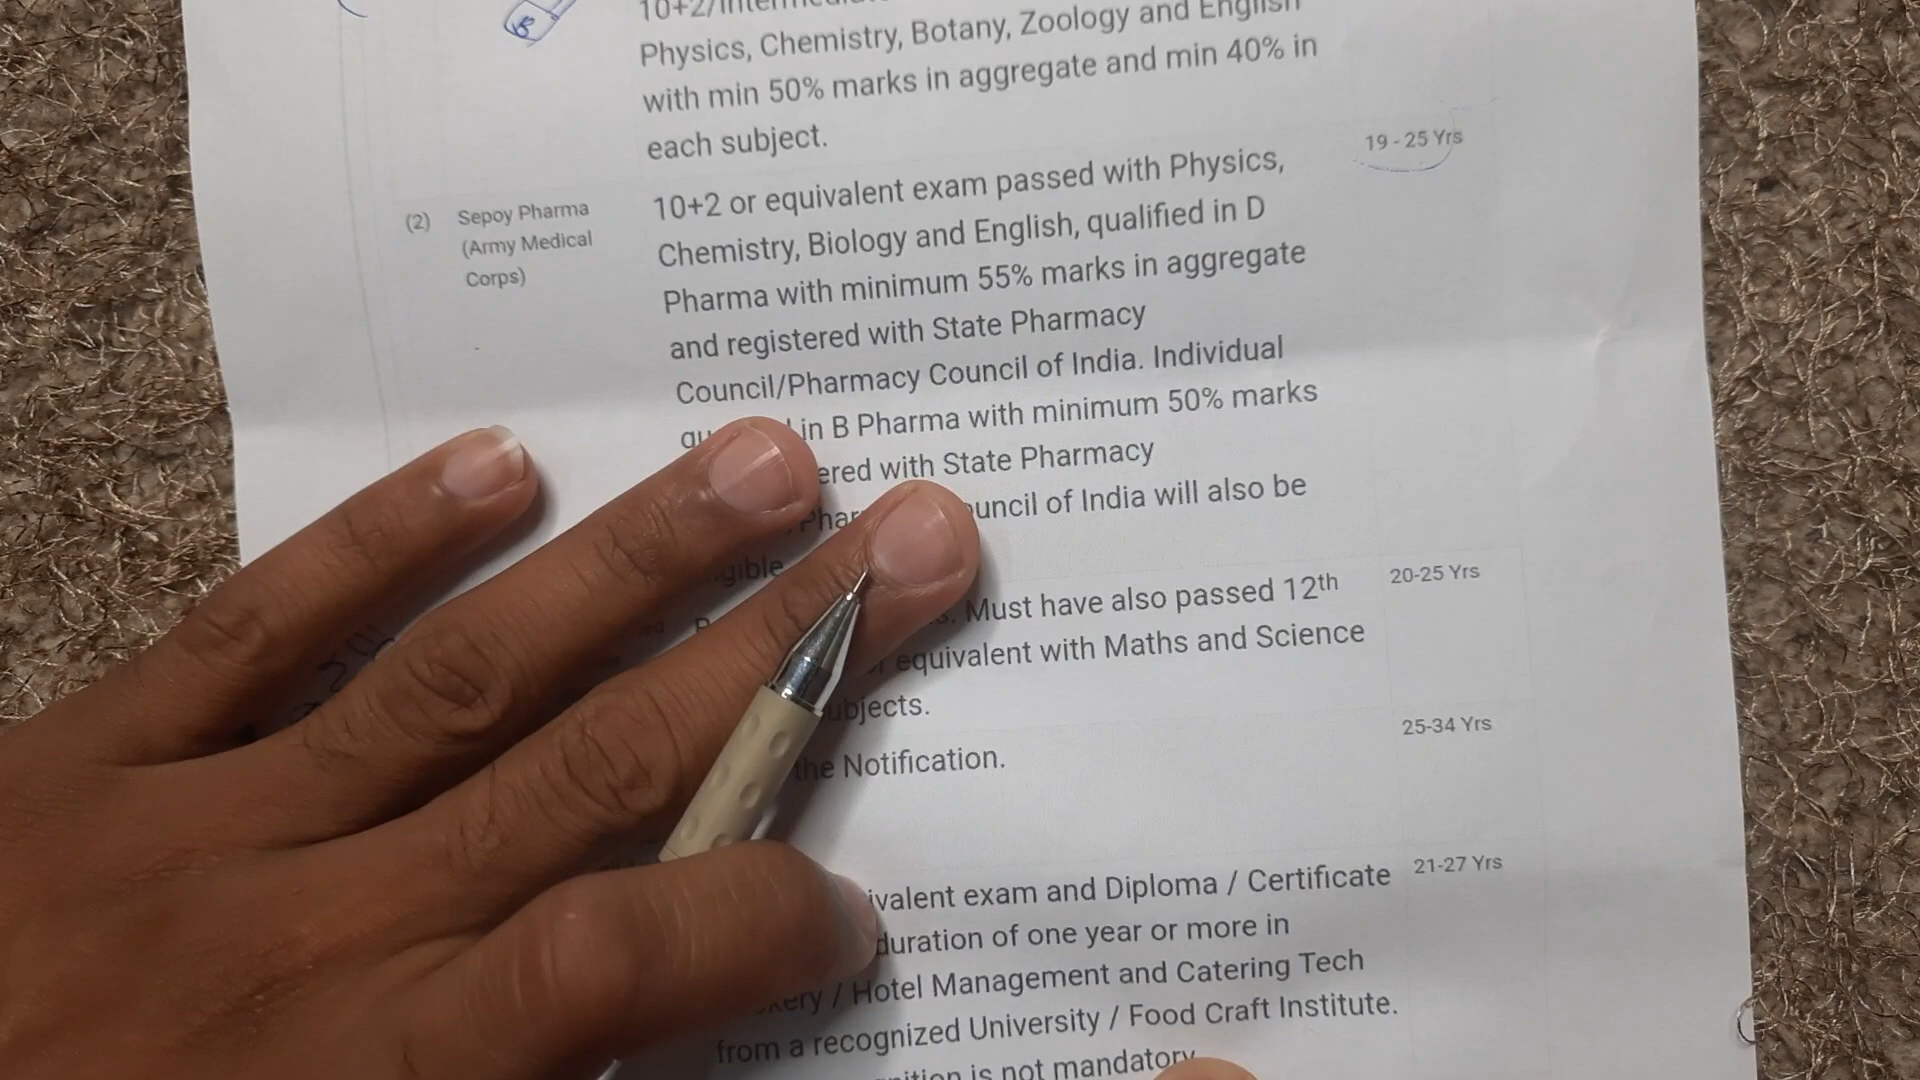 Physics, Chemistry, Botany, Zoology and English
with min 50% marks in aggregate and min 40% in
each subject.
(2) Sepoy Pharma
(Army Medical
Corps)
10+2 or equivalent exam passed with Physics,
Chemistry, Biology and English, qualified in D
Pharma with minimum 55% marks in aggregate
and registered with State Pharmacy
Council/Pharmacy Council of India. Individual
in B Pharma with minimum 50% marks
with State Pharmacy
of India will also be
19 - 25 Yrs
Must have also passed 12th
equivalent with Maths and Science
20-25 Yrs
the Notification.
25-34 Yrs
exam and Diploma / Certificate
duration of one year or more in
/ Hotel Management and Catering Tech
from a recognized University / Food Craft Institute.
is not mandatory
21-27 Yrs